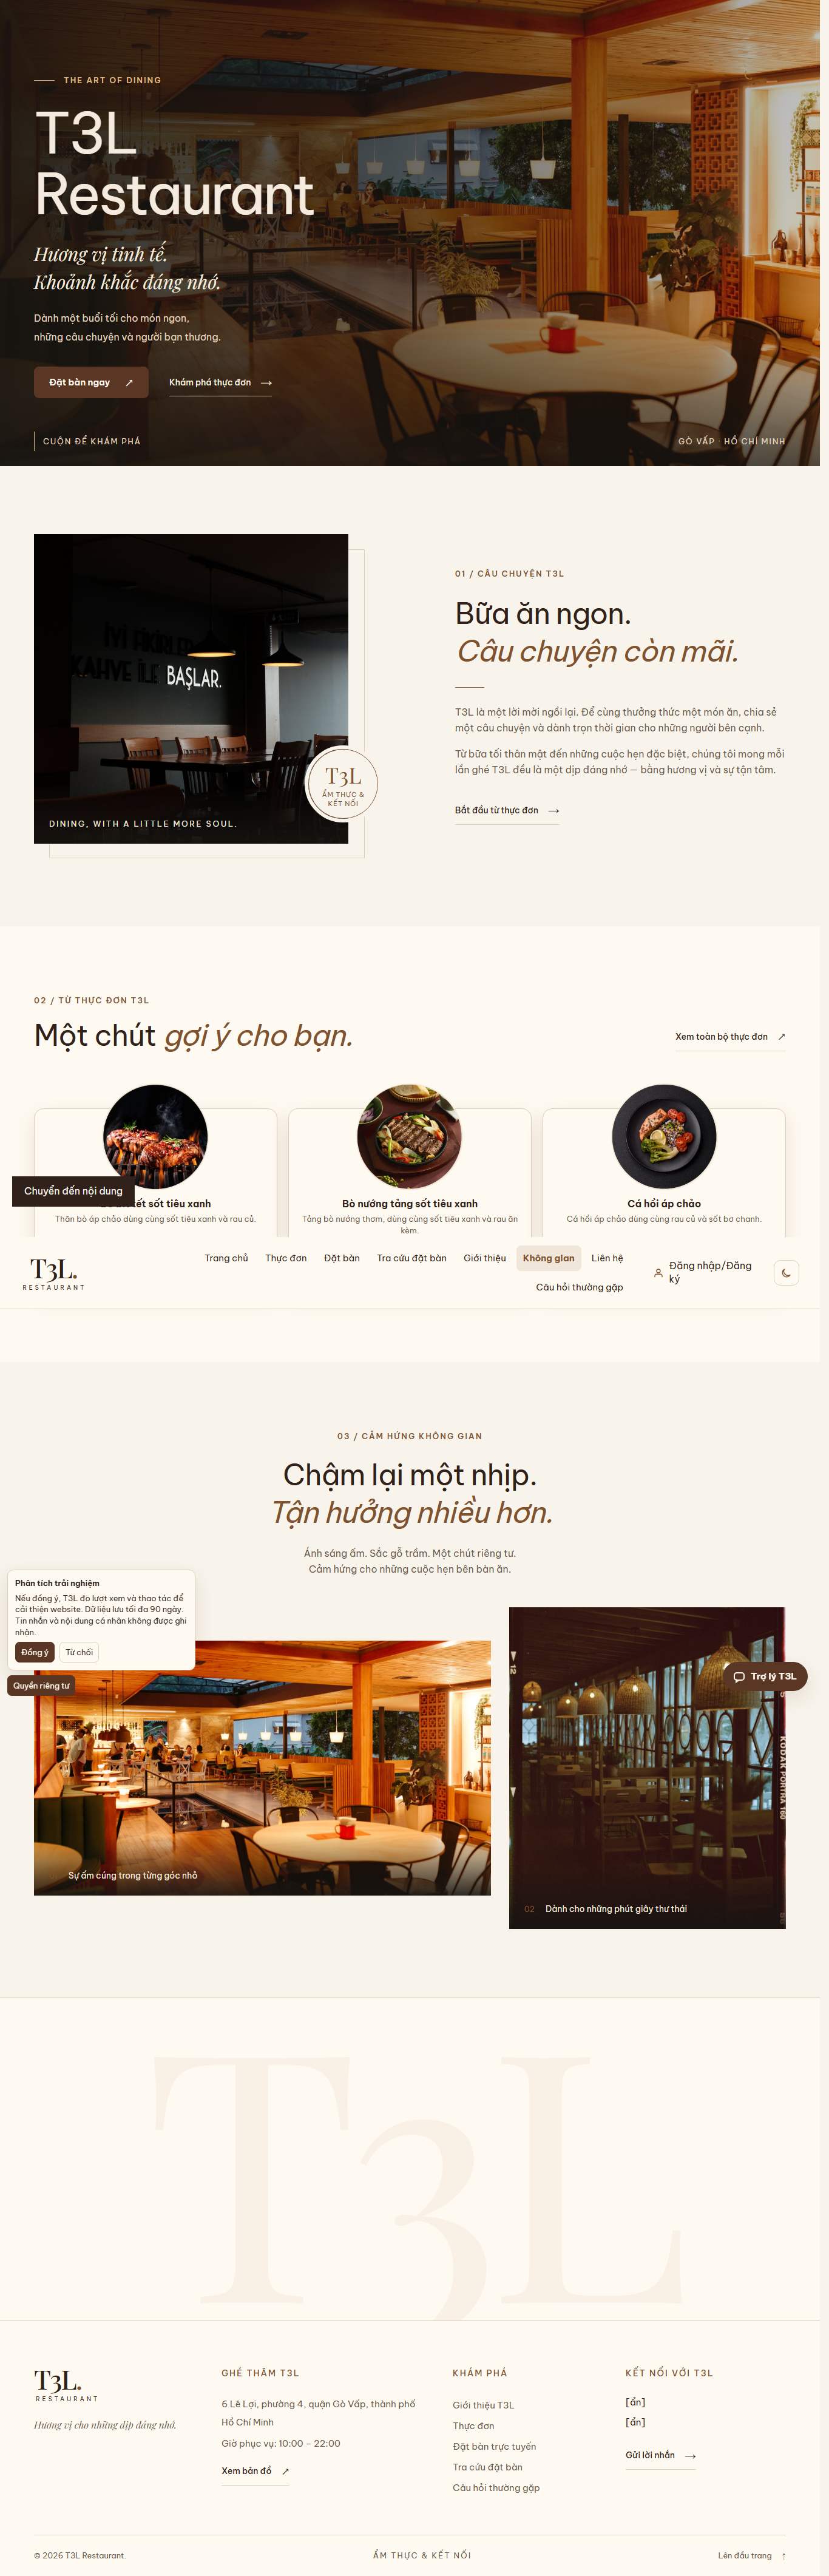 THE ART OF DINING
T3L
Restaurant
Hương vị tinh tế.
Khoảnh khắc đáng nhớ.
Dành một buổi tối cho món ngon,
những câu chuyện và người bạn thương.
Đặt bàn ngay ↗
Khám phá thực đơn →
CUỘN ĐỂ KHÁM PHÁ
GÒ VẤP · HỒ CHÍ MINH
BAŞLAR.
DINING, WITH A LITTLE MORE SOUL.
T3L
ẨM THỰC &
KẾT NỐI
01 / CÂU CHUYỆN T3L
Bữa ăn ngon.
Câu chuyện còn mãi.
T3L là một lời mời ngồi lại. Để cùng thưởng thức một món ăn, chia sẻ
một câu chuyện và dành trọn thời gian cho những người bên cạnh.
Từ bữa tối thân mật đến những cuộc hẹn đặc biệt, chúng tôi mong mỗi
lần ghé T3L đều là một dịp đáng nhớ — bằng hương vị và sự tận tâm.
Bắt đầu từ thực đơn →
02 / TỪ THỰC ĐƠN T3L
Một chút gợi ý cho bạn.
Xem toàn bộ thực đơn ↗
Chuyển đến nội dung
tết sốt tiêu xanh
Thăn bò áp chảo dùng cùng sốt tiêu xanh và rau củ.
Bò nướng tảng sốt tiêu xanh
Tảng bò nướng thơm, dùng cùng sốt tiêu xanh và rau ăn
kèm.
Cá hồi áp chảo
Cá hồi áp chảo dùng cùng rau củ và sốt bơ chanh.
T3L.
RESTAURANT
Trang chủ
Thực đơn
Đặt bàn
Tra cứu đặt bàn
Giới thiệu
Không gian
Liên hệ
Câu hỏi thường gặp
Đăng nhập/Đăng
ký
03 / CẢM HỨNG KHÔNG GIAN
Chậm lại một nhịp.
Tận hưởng nhiều hơn.
Ánh sáng ấm. Sắc gỗ trầm. Một chút riêng tư.
Cảm hứng cho những cuộc hẹn bên bàn ăn.
Phân tích trải nghiệm
Nếu đồng ý, T3L đo lượt xem và thao tác để
cải thiện website. Dữ liệu lưu tối đa 90 ngày.
Tin nhắn và nội dung cá nhân không được ghi
nhận.
Đồng ý
Từ chối
Quyền riêng tư
Sự ấm cúng trong từng góc nhỏ
12
KODAK PORTRA 160
Trợ lý T3L
02 Dành cho những phút giây thư thái
T3L
T3L.
RESTAURANT
Hương vị cho những dịp đáng nhớ.
GHÉ THĂM T3L
6 Lê Lợi, phường 4, quận Gò Vấp, thành phố
Hồ Chí Minh
Giờ phục vụ: 10:00 – 22:00
Xem bản đồ ↗
KHÁM PHÁ
Giới thiệu T3L
Thực đơn
Đặt bàn trực tuyến
Tra cứu đặt bàn
Câu hỏi thường gặp
KẾT NỐI VỚI T3L
[ẩn]
[ẩn]
Gửi lời nhắn →
© 2026 T3L Restaurant.
ẨM THỰC & KẾT NỐI
Lên đầu trang ↑